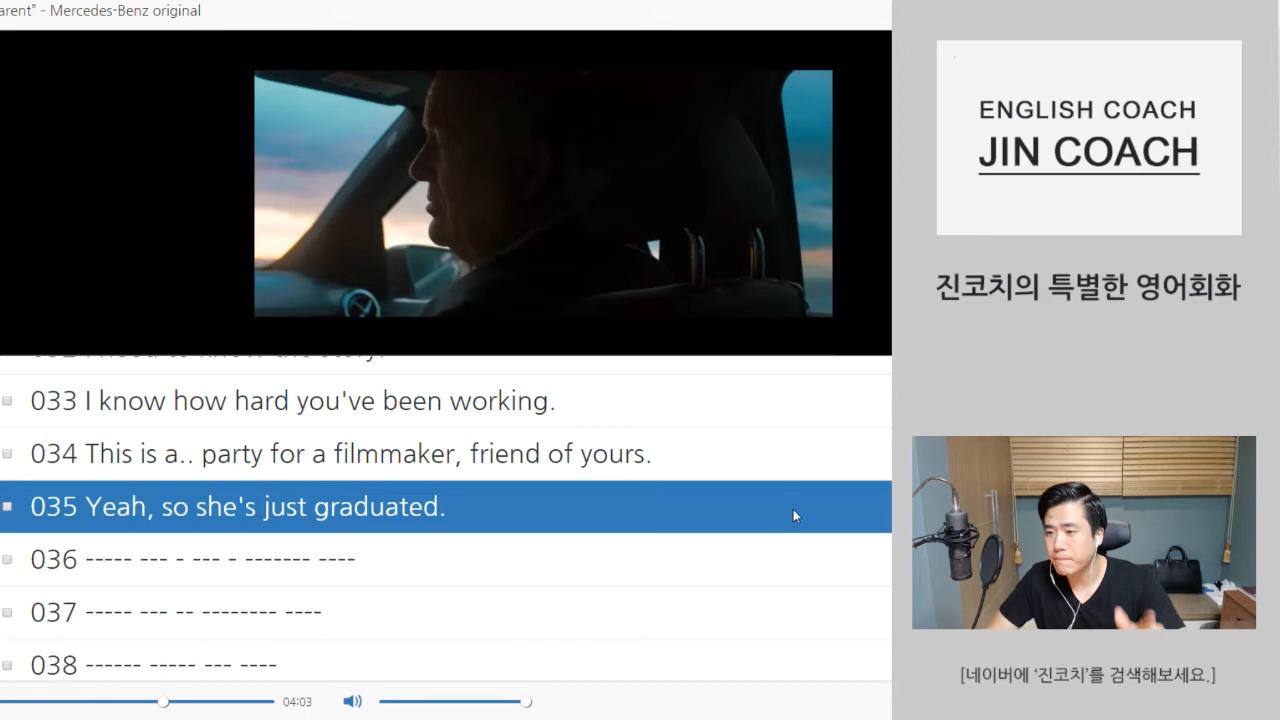 arent" - Mercedes-Benz original
ENGLISH COACH
JIN COACH
진코치의 특별한 영어회화
033 I know how hard you've been working.
034 This is a.. party for a filmmaker, friend of yours.
035 Yeah, so she's just graduated.
036 ----- --- - --- - ------- ----
037 ----- --- -- -------- ----
038 ------ ----- --- ----
04:03
[네이버에 '진코치'를 검색해보세요.]